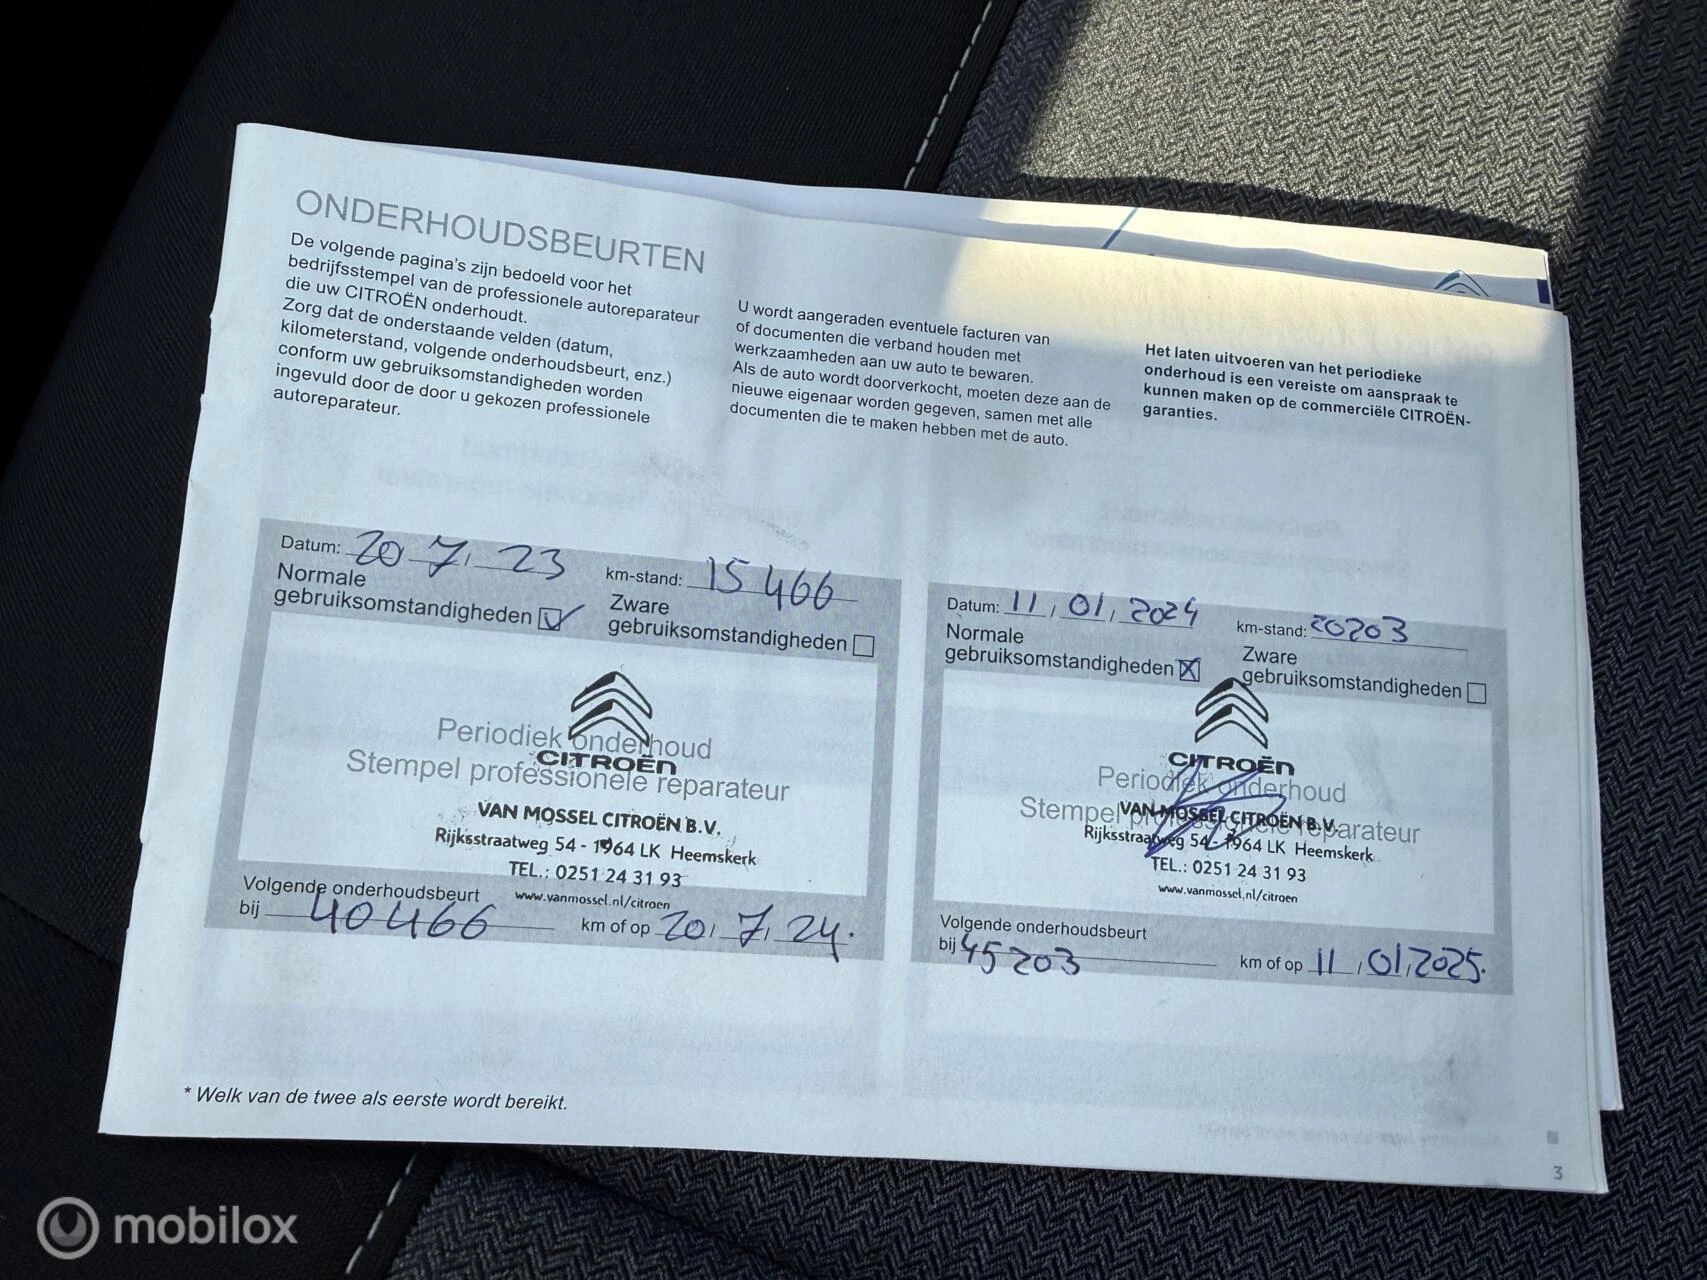 ONDERHOUDSBEURTEN
De volgende pagina's zijn bedoeld voor het
bedrijfsstempel van de professionele autoreparateur
die uw CITROËN onderhoudt.
Zorg dat de onderstaande velden (datum,
kilometerstand, volgende onderhoudsbeurt, enz.)
conform uw gebruiksomstandigheden worden
ingevuld door de door u gekozen professionele
autoreparateur.
U wordt aangeraden eventuele facturen van
of documenten die verband houden met
werkzaamheden aan uw auto te bewaren.
Als de auto wordt doorverkocht, moeten deze aan de
nieuwe eigenaar worden gegeven, samen met alle
documenten die te maken hebben met de auto.
Het laten uitvoeren van het periodieke
onderhoud is een vereiste om aanspraak te
kunnen maken op de commerciële CITROËN-
garanties.
Datum: 20, 7, 23 km-stand: 15 466
Normale
gebruiksomstandigheden
Zware
gebruiksomstandigheden
Periodiek onderhoud
CITROËN
Stempel professionele reparateur
VAN MOSSEL CITROËN B.V.
Rijksstraatweg 54 - 1964 LK Heemskerk
TEL.: 0251 24 31 93
www.vanmossel.nl/citroen
Volgende onderhoudsbeurt
bij 40466 km of op 20, 7, 24.*
Datum: 11, 01, 2024 km-stand: 20203
Normale
gebruiksomstandigheden
Zware
gebruiksomstandigheden
CITROËN
Periodiek onderhoud
Stempel professionele reparateur
VAN MOSSEL CITROËN B.V.
Rijksstraatweg 54 - 1964 LK Heemskerk
TEL.: 0251 24 31 93
www.vanmossel.nl/citroen
Volgende onderhoudsbeurt
bij 45203 km of op 11, 01, 2025.
* Welk van de twee als eerste wordt bereikt.
3
mobilox